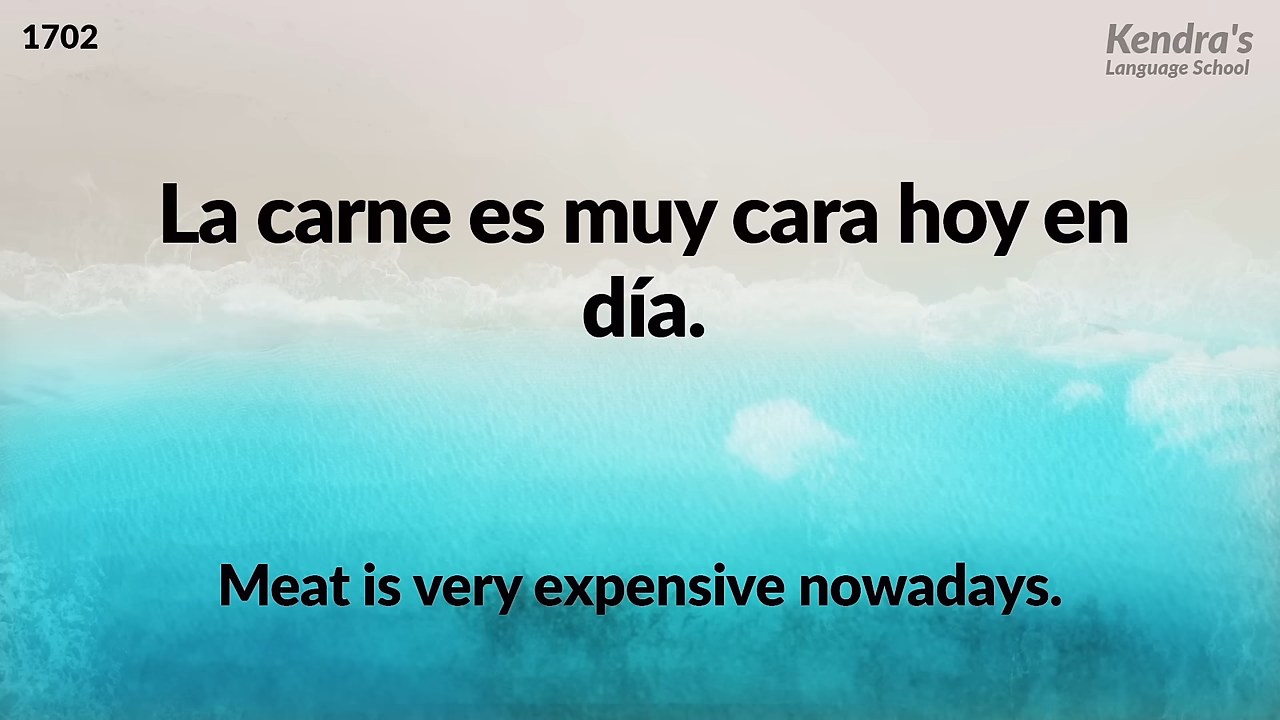 1702
Kendra's
Language School
La carne es muy cara hoy en
día.
Meat is very expensive nowadays.